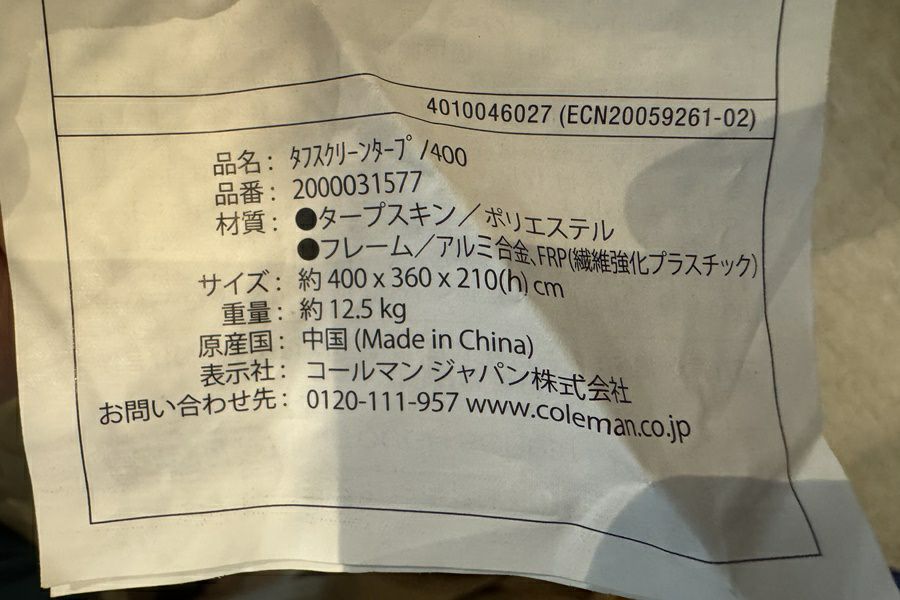 4010046027 (ECN20059261-02)
品名： ﾀﾌｽｸﾘｰﾝﾀｰﾌﾟ /400
品番： 2000031577
材質： ●タープスキン／ポリエステル
●フレーム／アルミ合金､FRP(繊維強化プラスチック)
サイズ： 約 400 x 360 x 210(h) cm
重量： 約 12.5 kg
原産国： 中国 (Made in China)
表示社： コールマン ジャパン株式会社
お問い合わせ先： 0120-111-957 www.coleman.co.jp